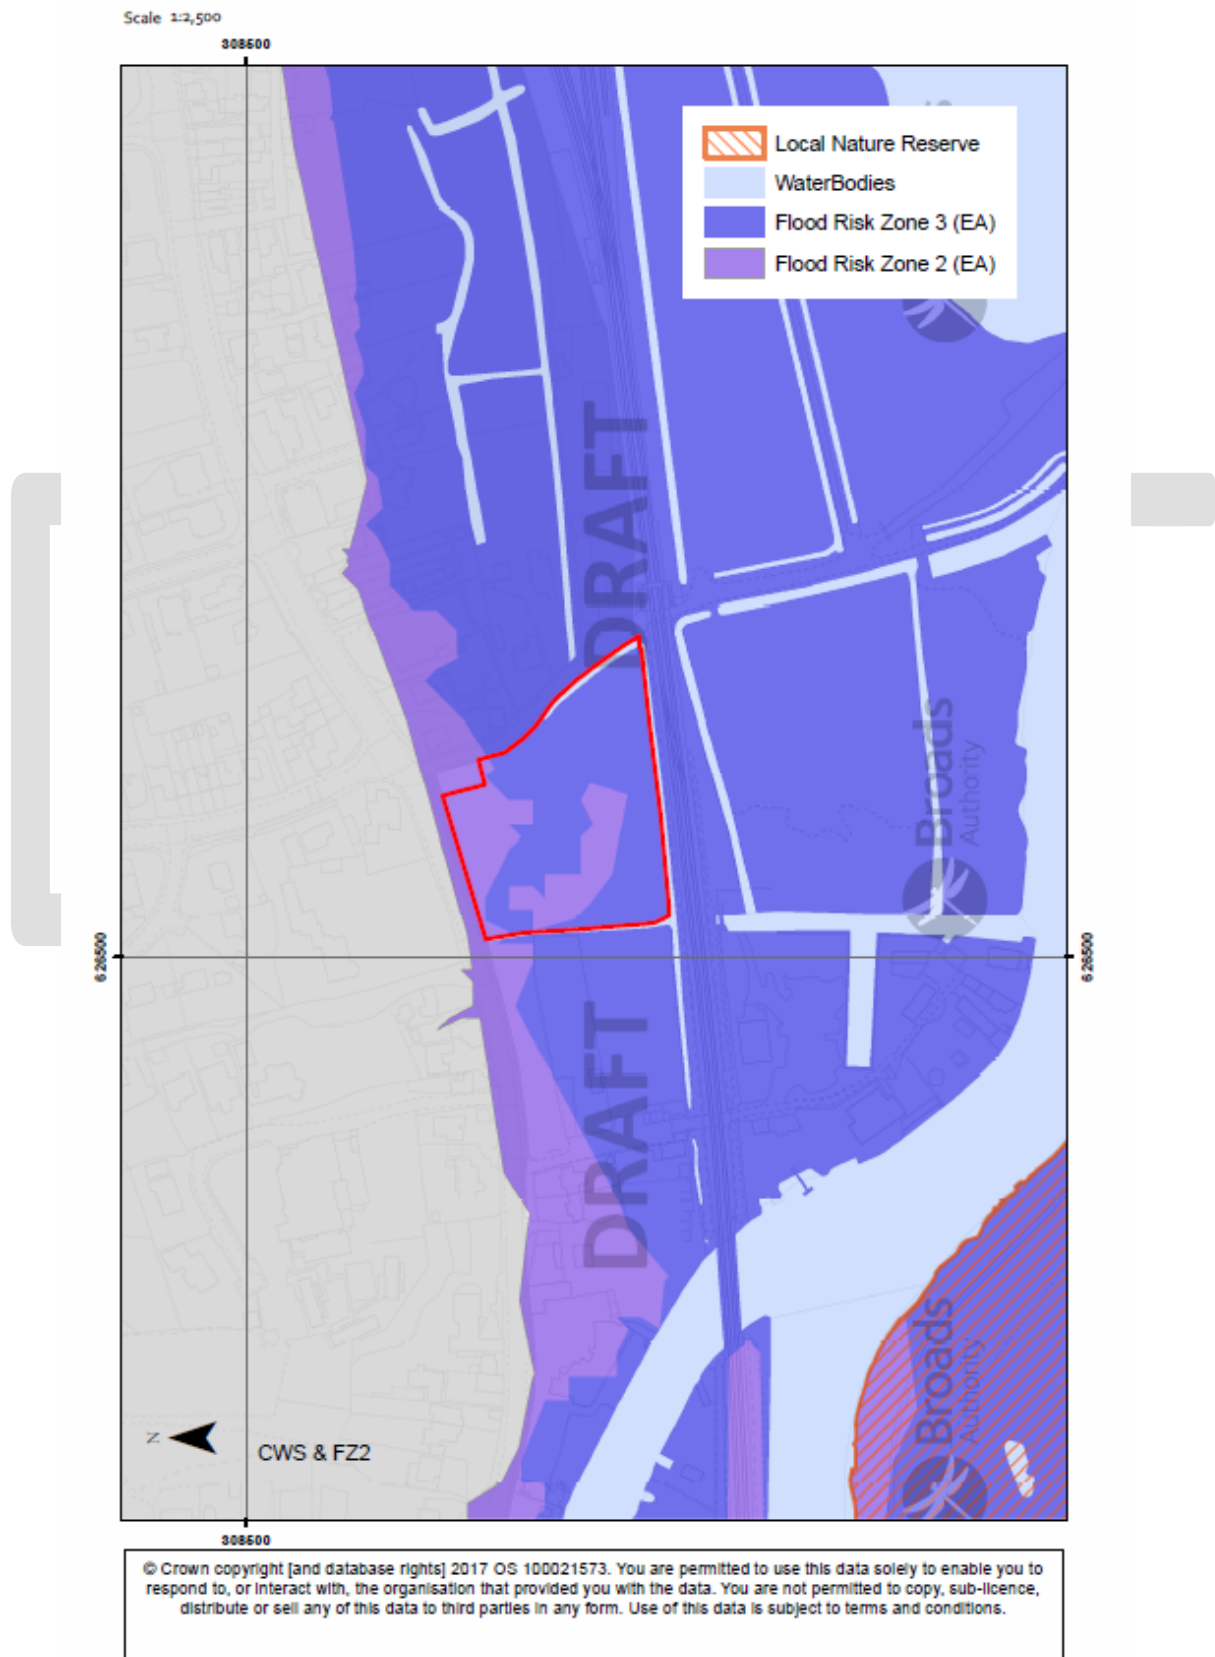 Scale 1:2,500
308500
Local Nature Reserve
WaterBodies
Flood Risk Zone 3 (EA)
Flood Risk Zone 2 (EA)
DRAFT
Broads
Authority
626500
626500
DRAFT
Broads
Authority
N
CWS & FZ2
308500
© Crown copyright [and database rights] 2017 OS 100021573. You are permitted to use this data solely to enable you to
respond to, or interact with, the organisation that provided you with the data. You are not permitted to copy, sub-licence,
distribute or sell any of this data to third parties in any form. Use of this data is subject to terms and conditions.